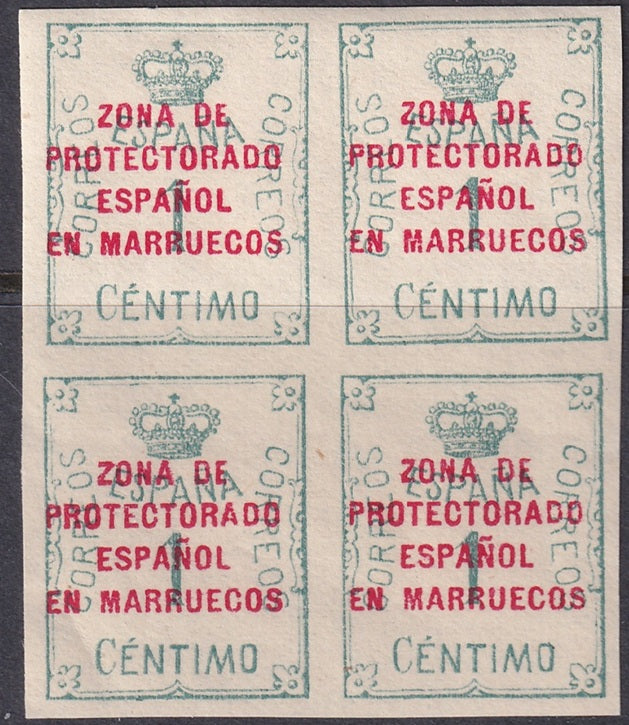 ZONA DE
ESPAÑA
PROTECTORADO
CORREOS
CORREOS
ESPAÑOL
1
EN MARRUECOS
CÉNTIMO
ZONA DE
ESPAÑA
PROTECTORADO
CORREOS
CORREOS
ESPAÑOL
1
EN MARRUECOS
CÉNTIMO
ZONA DE
ESPAÑA
PROTECTORADO
CORREOS
CORREOS
ESPAÑOL
1
EN MARRUECOS
CÉNTIMO
ZONA DE
ESPAÑA
PROTECTORADO
CORREOS
CORREOS
ESPAÑOL
1
EN MARRUECOS
CÉNTIMO